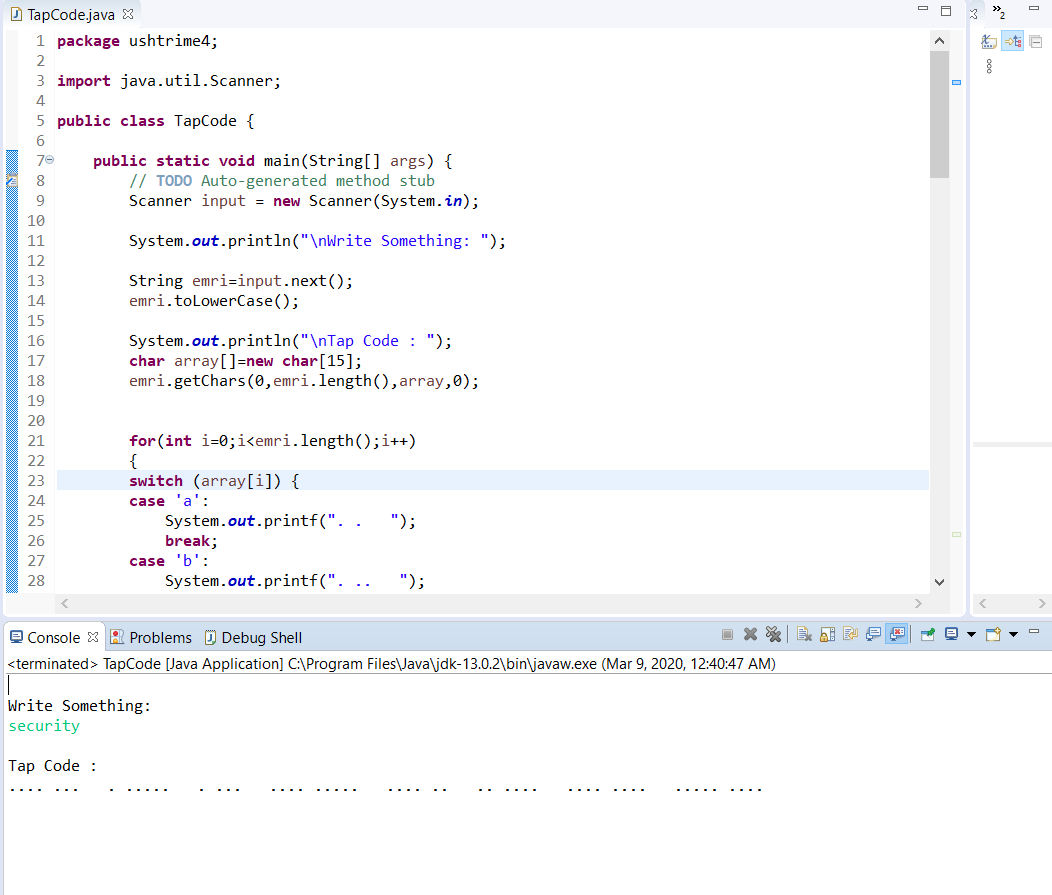 TapCode.java
2
1 package ushtrime4;
2
3 import java.util.Scanner;
4
5 public class TapCode {
6
7 public static void main(String[] args) {
8 // TODO Auto-generated method stub
9 Scanner input = new Scanner(System.in);
10
11 System.out.println("\nWrite Something: ");
12
13 String emri=input.next();
14 emri.toLowerCase();
15
16 System.out.println("\nTap Code : ");
17 char array[]=new char[15];
18 emri.getChars(0,emri.length(),array,0);
19
20
21 for(int i=0;i<emri.length();i++)
22 {
23 switch (array[i]) {
24 case 'a':
25 System.out.printf(". .   ");
26 break;
27 case 'b':
28 System.out.printf(". ..   ");
Console Problems Debug Shell
<terminated> TapCode [Java Application] C:\Program Files\Java\jdk-13.0.2\bin\javaw.exe (Mar 9, 2020, 12:40:47 AM)
Write Something:
security
Tap Code :
.... ...   . .....   . ...   .... .....   .... ..   .. ....   .... ....   ..... ....